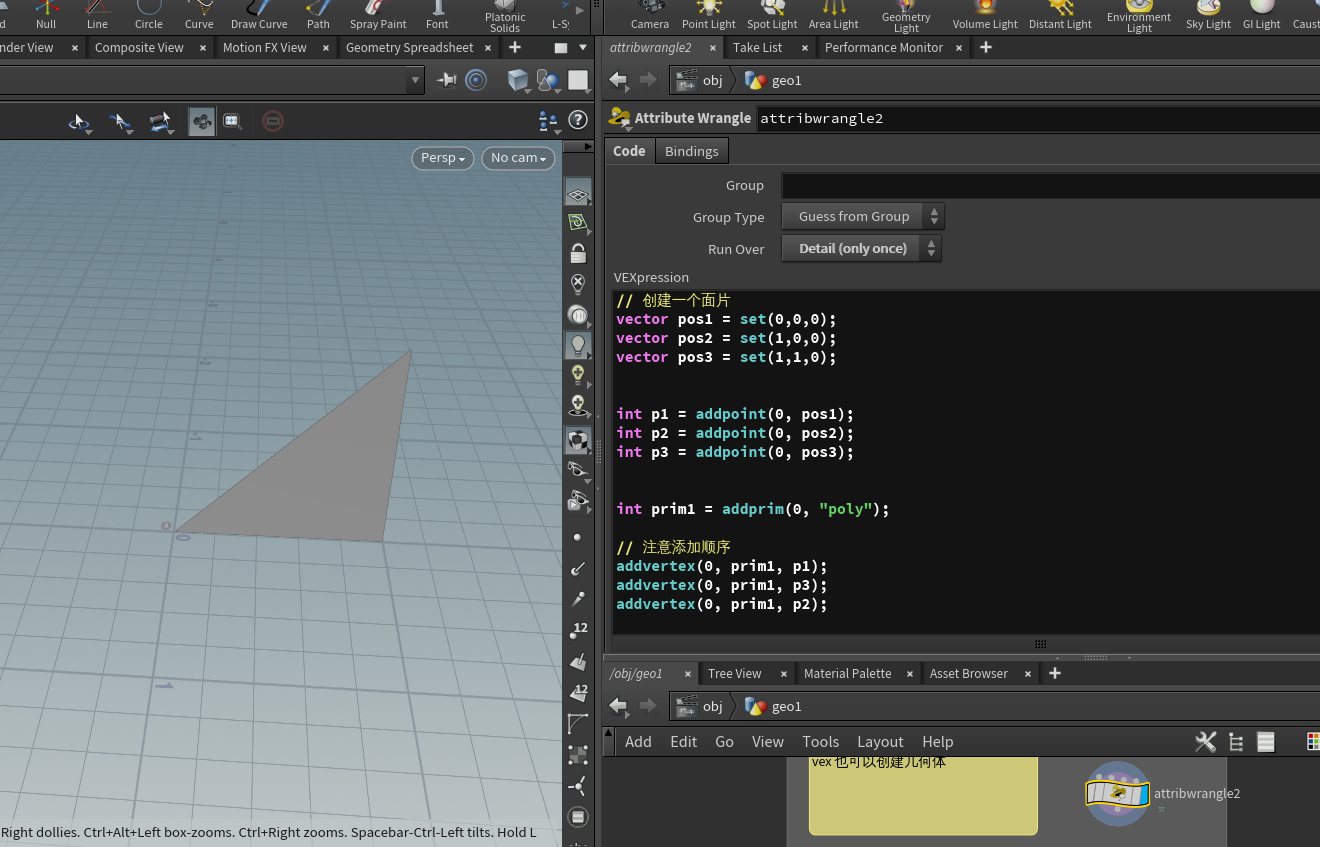 d Null Line Circle Curve Draw Curve Path Spray Paint Font Platonic Solids L-Sy
Camera Point Light Spot Light Area Light Geometry Light Volume Light Distant Light Environment Light Sky Light GI Light Caust
nder View × Composite View × Motion FX View × Geometry Spreadsheet ×
attribwrangle2 × Take List × Performance Monitor ×
obj geo1
Attribute Wrangle attribwrangle2
Code Bindings
Persp No cam
Group
Group Type Guess from Group
Run Over Detail (only once)
VEXpression
// 创建一个面片
vector pos1 = set(0,0,0);
vector pos2 = set(1,0,0);
vector pos3 = set(1,1,0);
int p1 = addpoint(0, pos1);
int p2 = addpoint(0, pos2);
int p3 = addpoint(0, pos3);
int prim1 = addprim(0, "poly");
// 注意添加顺序
addvertex(0, prim1, p1);
addvertex(0, prim1, p3);
addvertex(0, prim1, p2);
12
12
Right dollies. Ctrl+Alt+Left box-zooms. Ctrl+Right zooms. Spacebar-Ctrl-Left tilts. Hold L
/obj/geo1 × Tree View × Material Palette × Asset Browser ×
obj geo1
Add Edit Go View Tools Layout Help
vex 也可以创建几何体
attribwrangle2